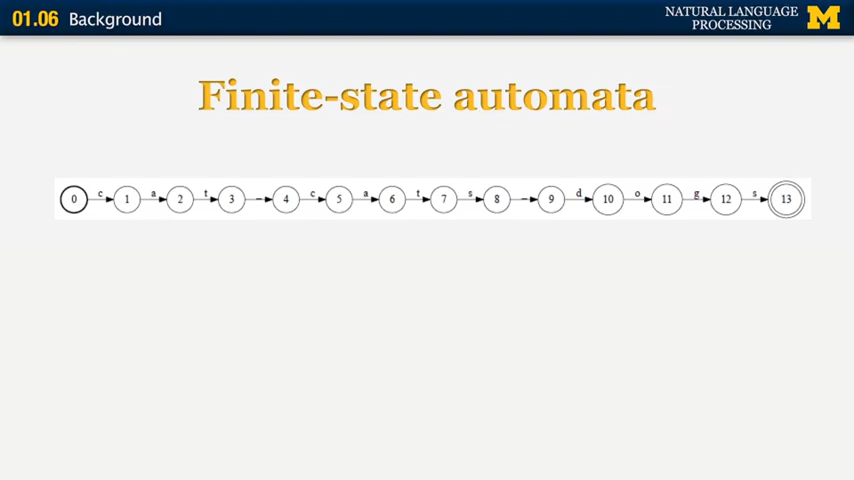 01.06 Background
NATURAL LANGUAGE
PROCESSING
M
Finite-state automata
c a t _ c a t s _ d o g s
0 1 2 3 4 5 6 7 8 9 10 11 12 13